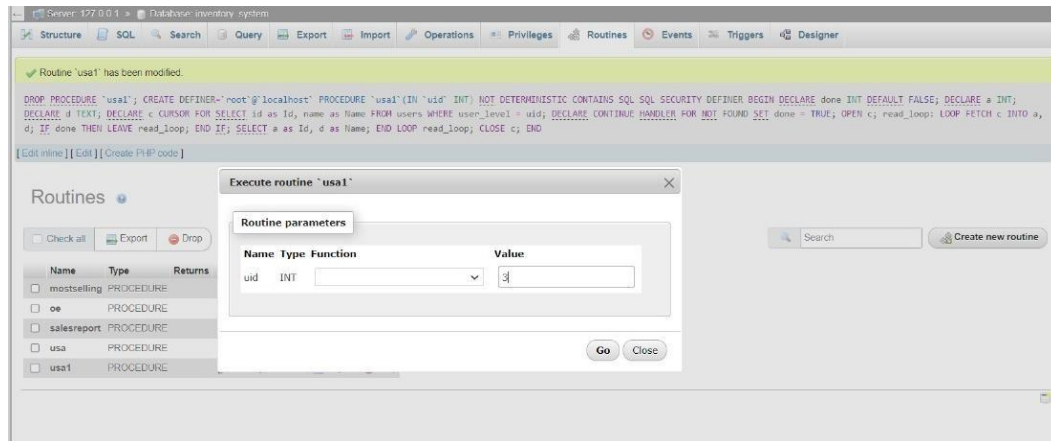 Server: 127.0.0.1 » Database: inventory_system
Structure SQL Search Query Export Import Operations Privileges Routines Events Triggers Designer
Routine `usa1` has been modified.
DROP PROCEDURE `usa1`; CREATE DEFINER=`root`@`localhost` PROCEDURE `usa1`(IN `uid` INT) NOT DETERMINISTIC CONTAINS SQL SQL SECURITY DEFINER BEGIN DECLARE done INT DEFAULT FALSE; DECLARE a INT;
DECLARE d TEXT; DECLARE c CURSOR FOR SELECT id as Id, name as Name FROM users WHERE user_level = uid; DECLARE CONTINUE HANDLER FOR NOT FOUND SET done = TRUE; OPEN c; read_loop: LOOP FETCH c INTO a,
d; IF done THEN LEAVE read_loop; END IF; SELECT a as Id, d as Name; END LOOP read_loop; CLOSE c; END
[ Edit inline ] [ Edit ] [ Create PHP code ]
Execute routine `usa1`
Routines
Routine parameters
Check all Export Drop
Search Create new routine
Name Type Function Value
uid INT 3
Name Type Returns
mostselling PROCEDURE
oe PROCEDURE
salesreport PROCEDURE
usa PROCEDURE
Go Close
usa1 PROCEDURE